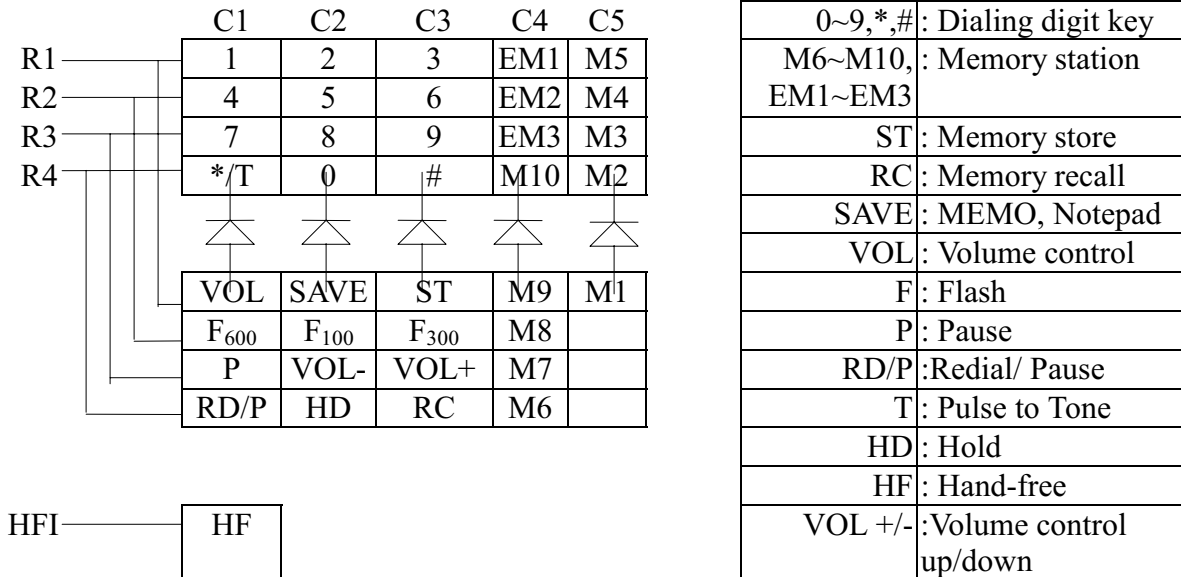 C1 C2 C3 C4 C5
R1 1 2 3 EM1 M5
R2 4 5 6 EM2 M4
R3 7 8 9 EM3 M3
R4 */T 0 # M10 M2
VOL SAVE ST M9 M1
F600 F100 F300 M8
P VOL- VOL+ M7
RD/P HD RC M6
HFI HF
0~9,*,# : Dialing digit key
M6~M10, : Memory station
EM1~EM3
ST : Memory store
RC : Memory recall
SAVE : MEMO, Notepad
VOL : Volume control
F : Flash
P : Pause
RD/P :Redial/ Pause
T : Pulse to Tone
HD : Hold
HF : Hand-free
VOL +/- :Volume control
up/down